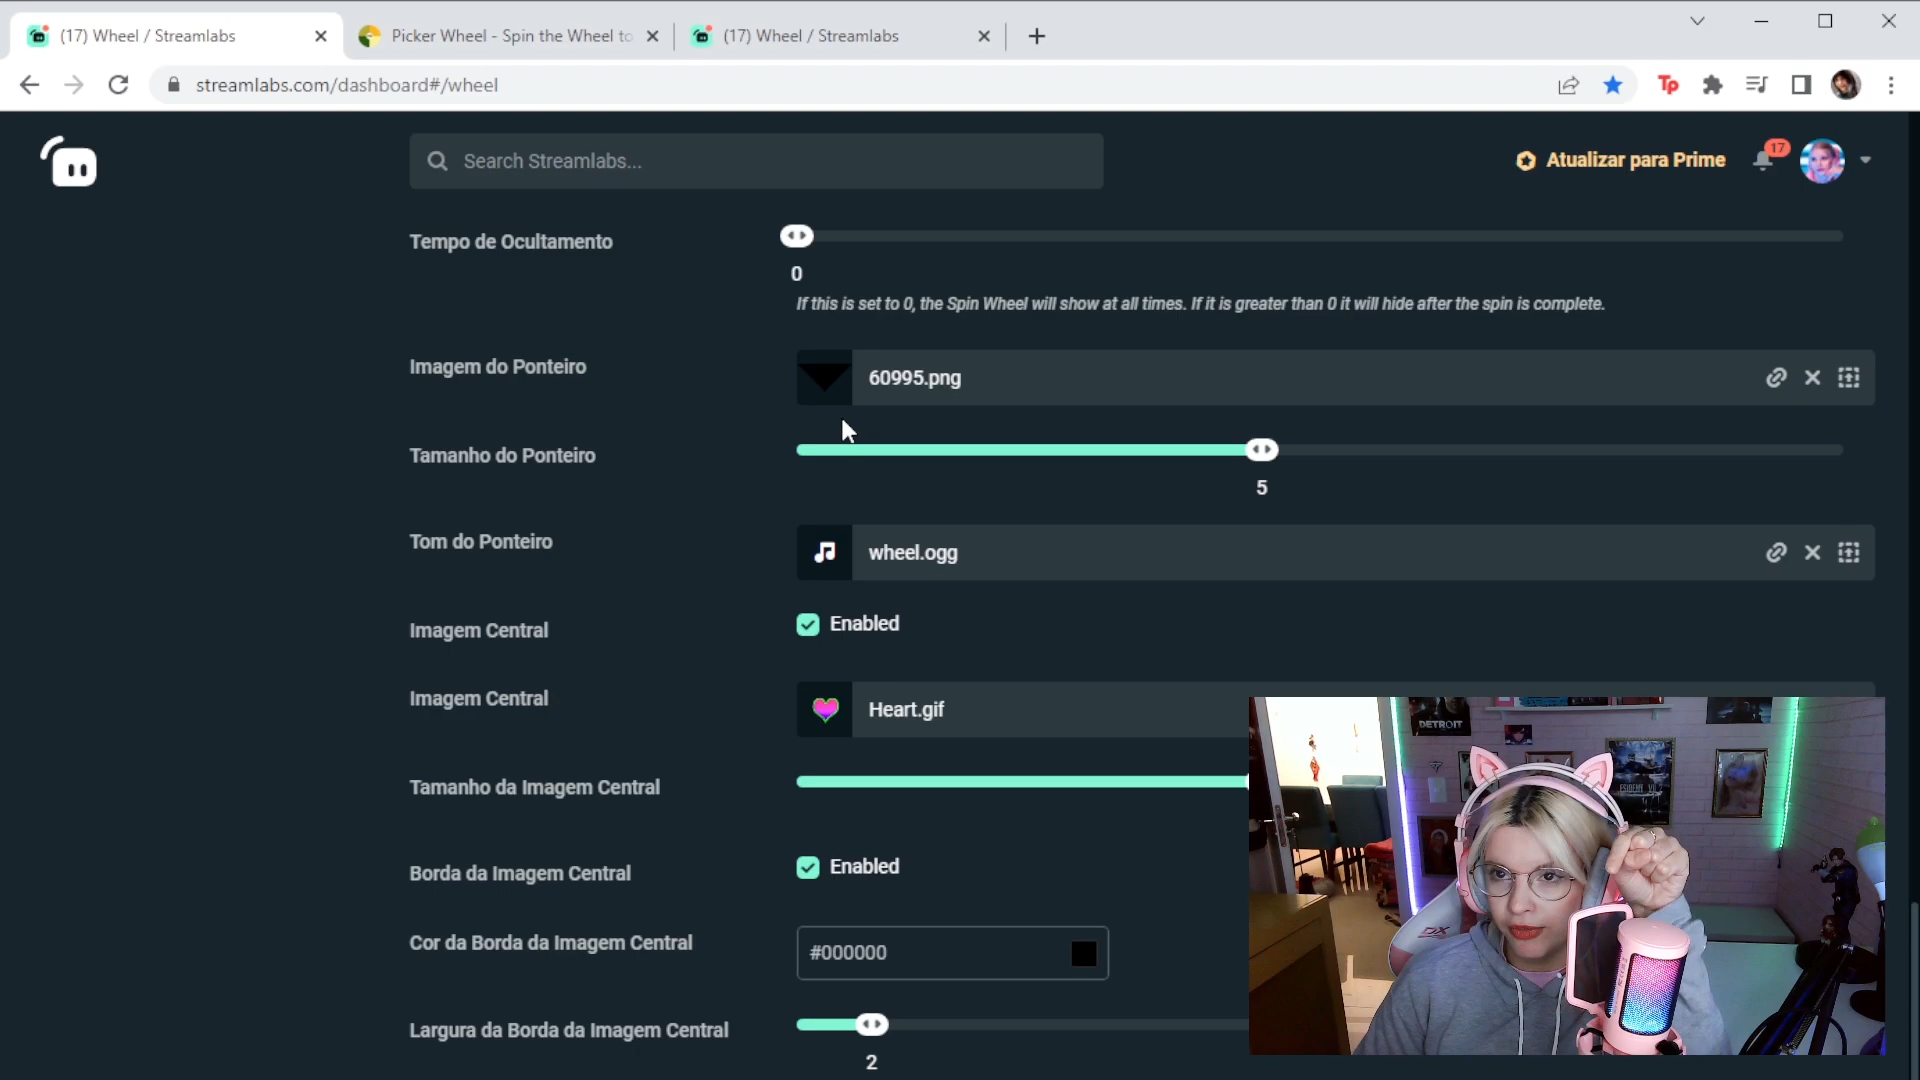 (17) Wheel / Streamlabs
Picker Wheel - Spin the Wheel to
(17) Wheel / Streamlabs
streamlabs.com/dashboard#/wheel
Tp
Search Streamlabs...
Atualizar para Prime
17
Tempo de Ocultamento
0
If this is set to 0, the Spin Wheel will show at all times. If it is greater than 0 it will hide after the spin is complete.
Imagem do Ponteiro
60995.png
Tamanho do Ponteiro
5
Tom do Ponteiro
wheel.ogg
Imagem Central
Enabled
Imagem Central
Heart.gif
Tamanho da Imagem Central
Borda da Imagem Central
Enabled
Cor da Borda da Imagem Central
#000000
Largura da Borda da Imagem Central
2
DETROIT
DX